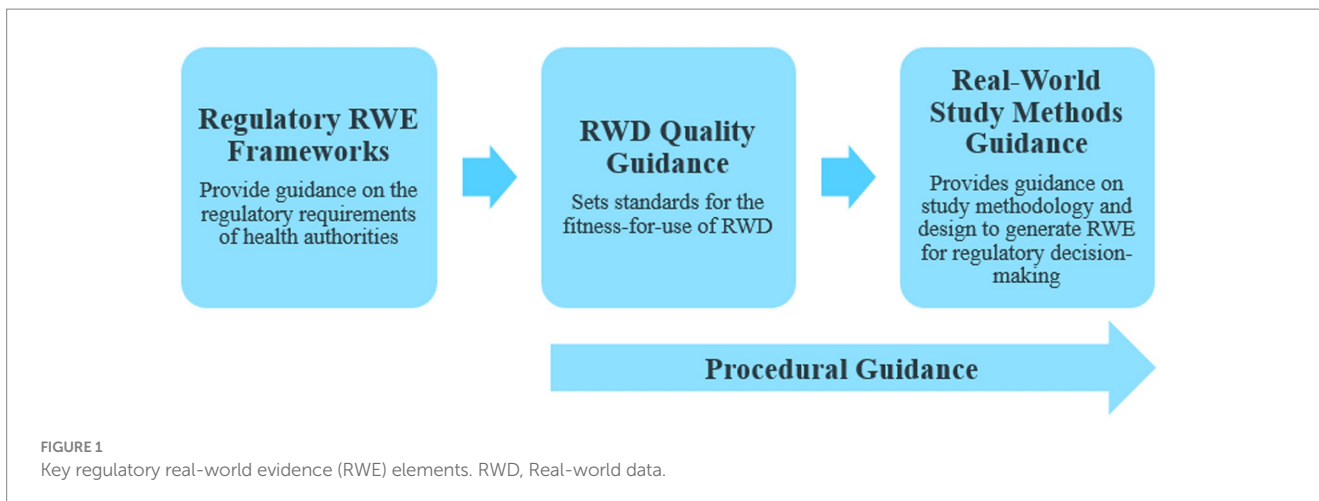 Regulatory RWE
Frameworks
Provide guidance on the
regulatory requirements
of health authorities
RWD Quality
Guidance
Sets standards for the
fitness-for-use of RWD
Real-World
Study Methods
Guidance
Provides guidance on
study methodology and
design to generate RWE
for regulatory decision-
making
Procedural Guidance
FIGURE 1
Key regulatory real-world evidence (RWE) elements. RWD, Real-world data.